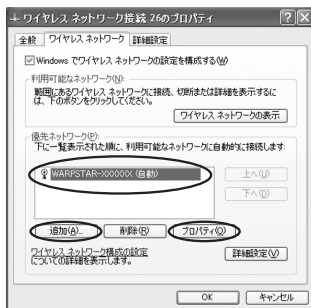 ワイヤレス ネットワーク接続 26のプロパティ
全般 ワイヤレス ネットワーク 詳細設定
Windows でワイヤレス ネットワークの設定を構成する(W)
利用可能なネットワーク(N):
範囲にあるワイヤレス ネットワークに接続、切断または詳細を表示するに
は、下のボタンをクリックしてください。
ワイヤレス ネットワークの表示
優先ネットワーク(P):
下に一覧表示された順に、利用可能なネットワークに自動的に接続します:
WARPSTAR-XXXXXX (自動)
上へ(U)
下へ(D)
追加(A)... 削除(R) プロパティ(O)
ワイヤレス ネットワーク構成の設定
についての詳細を表示します。
詳細設定(V)
OK キャンセル